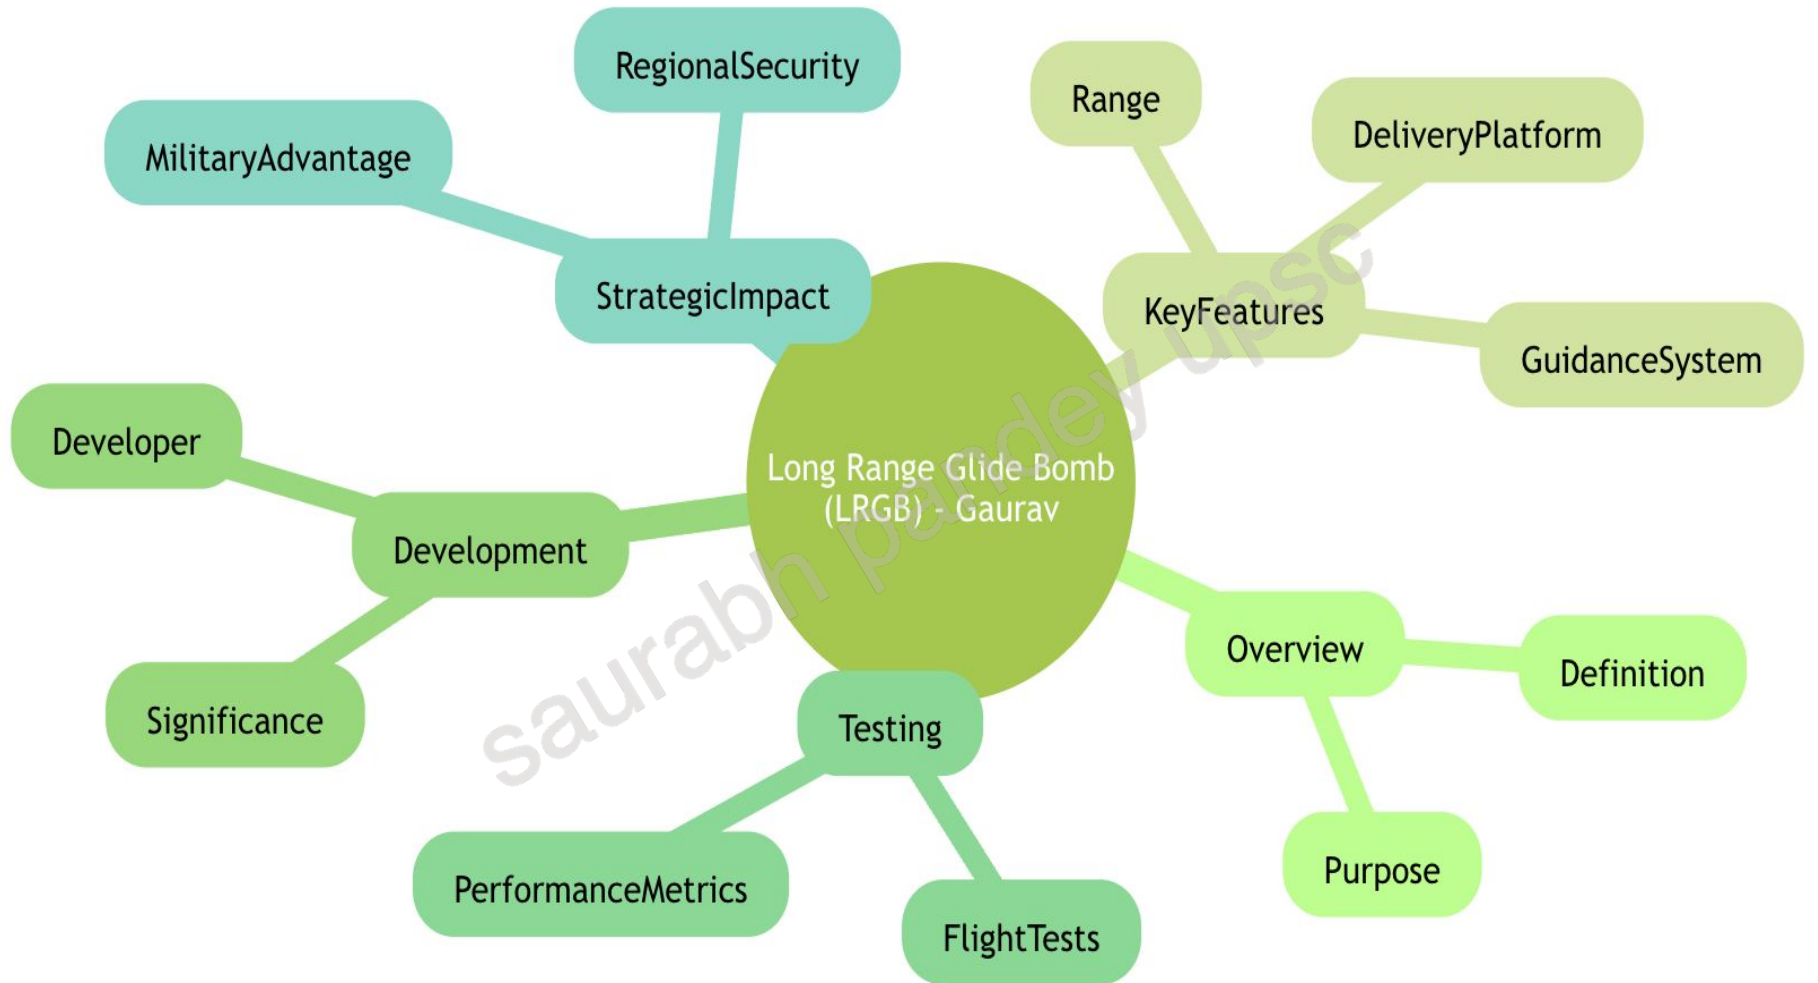 RegionalSecurity
Range
DeliveryPlatform
MilitaryAdvantage
StrategicImpact
KeyFeatures
GuidanceSystem
Developer
Long Range Glide Bomb
(LRGB) - Gaurav
Development
Overview
Definition
Significance
Testing
Purpose
PerformanceMetrics
FlightTests
saurabh pandey upsc